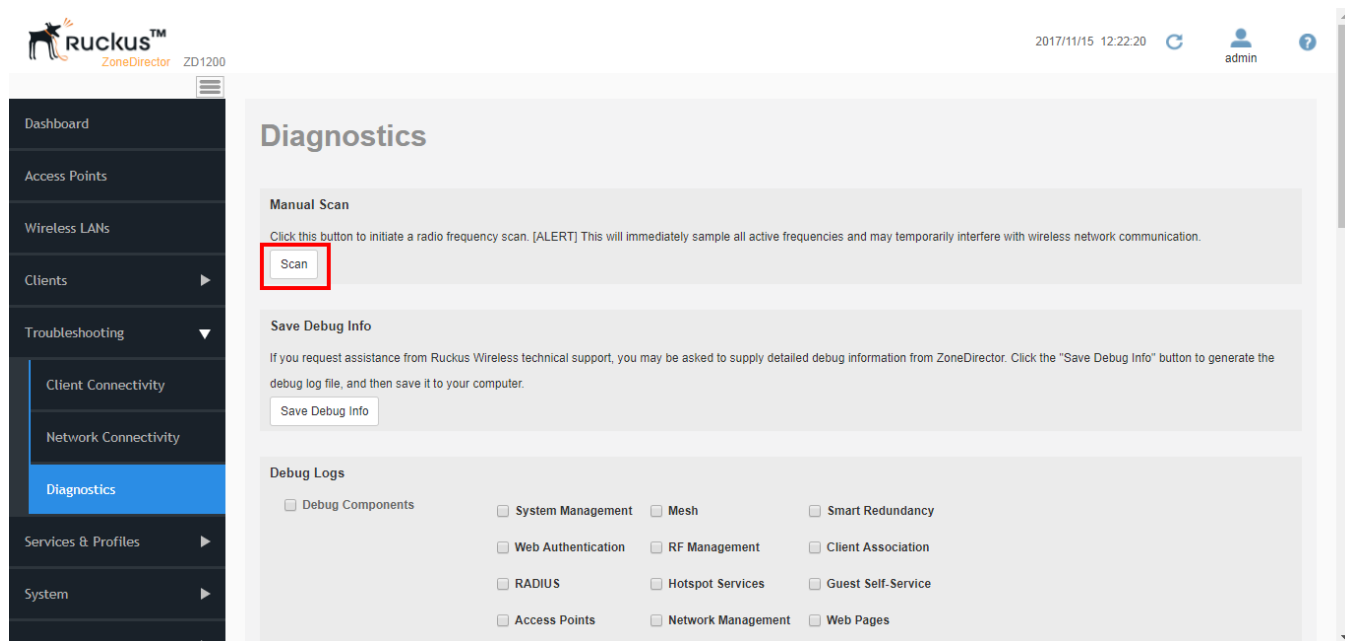 Ruckus™
ZoneDirector ZD1200
2017/11/15 12:22:20
admin
?
Dashboard
Access Points
Wireless LANs
Clients
Troubleshooting
Client Connectivity
Network Connectivity
Diagnostics
Services & Profiles
System
Diagnostics
Manual Scan
Click this button to initiate a radio frequency scan. [ALERT] This will immediately sample all active frequencies and may temporarily interfere with wireless network communication.
Scan
Save Debug Info
If you request assistance from Ruckus Wireless technical support, you may be asked to supply detailed debug information from ZoneDirector. Click the "Save Debug Info" button to generate the
debug log file, and then save it to your computer.
Save Debug Info
Debug Logs
Debug Components
System Management Mesh Smart Redundancy
Web Authentication RF Management Client Association
RADIUS Hotspot Services Guest Self-Service
Access Points Network Management Web Pages